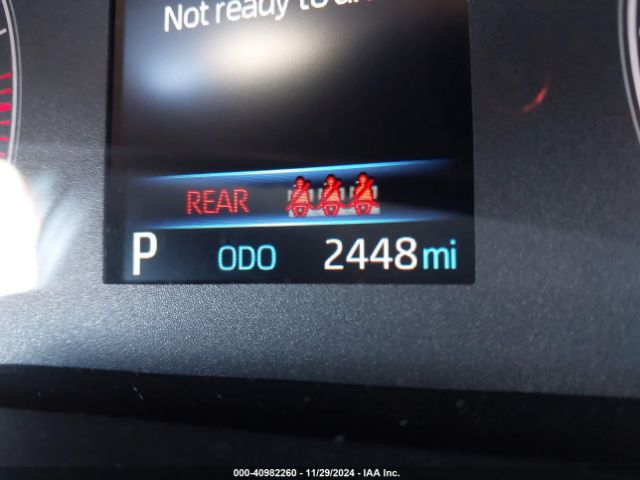 Not ready to
REAR
P ODO 2448 mi
000-40982260 - 11/29/2024 - IAA Inc.